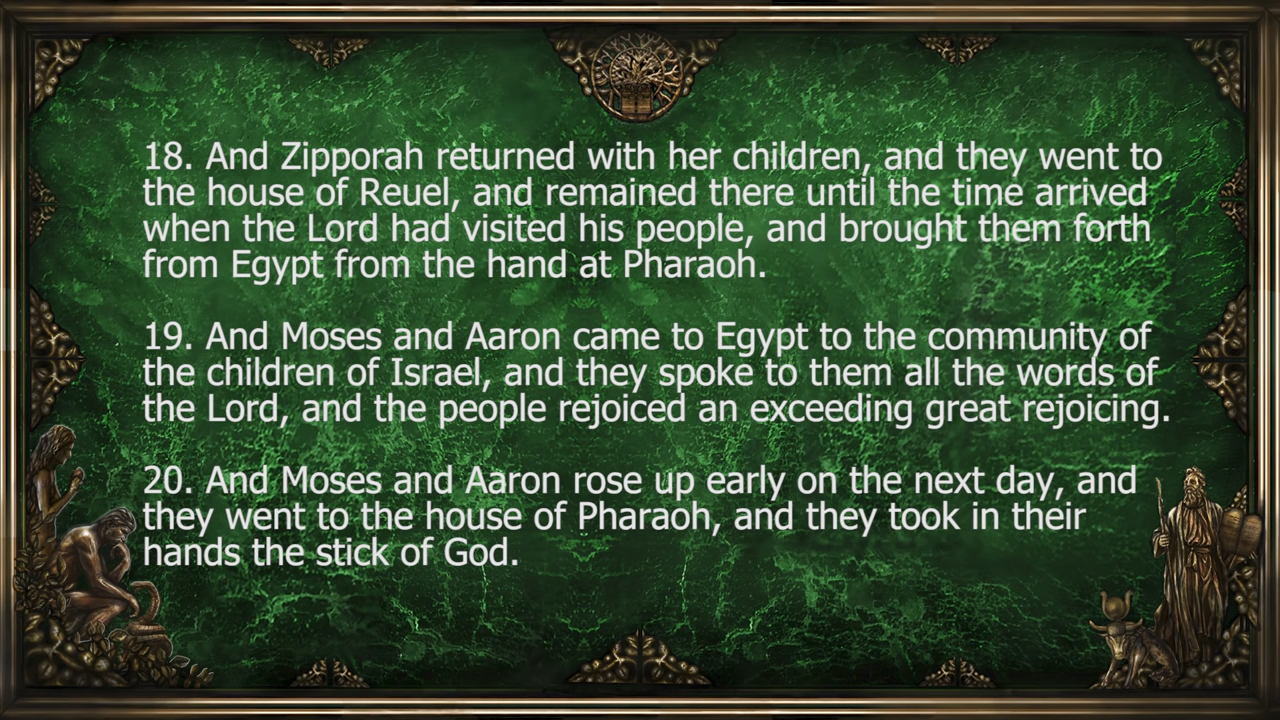 18. And Zipporah returned with her children, and they went to
the house of Reuel, and remained there until the time arrived
when the Lord had visited his people, and brought them forth
from Egypt from the hand at Pharaoh.
19. And Moses and Aaron came to Egypt to the community of
the children of Israel, and they spoke to them all the words of
the Lord, and the people rejoiced an exceeding great rejoicing.
20. And Moses and Aaron rose up early on the next day, and
they went to the house of Pharaoh, and they took in their
hands the stick of God.